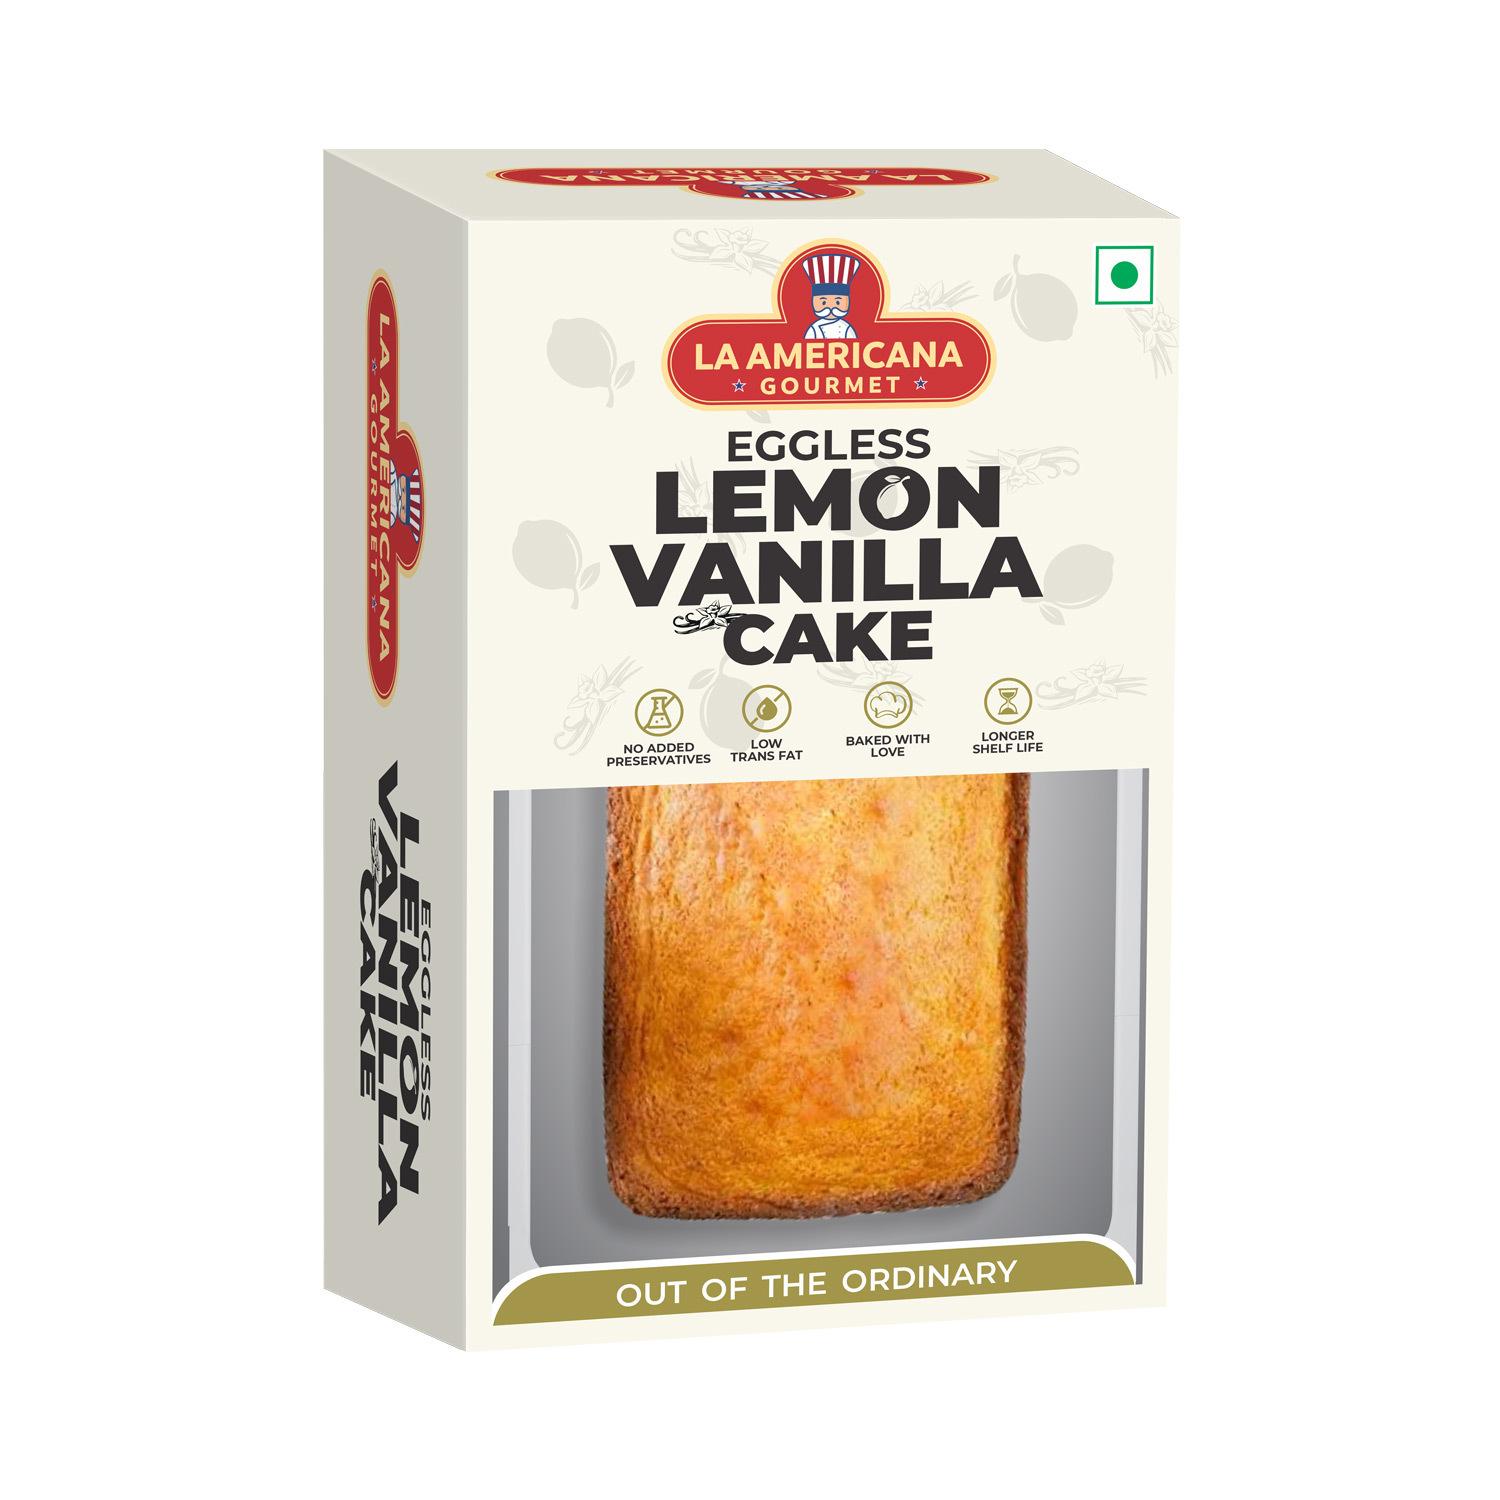 LA AMERICANA
GOURMET
LA AMERICANA
GOURMET
EGGLESS
LEMON
VANILLA
CAKE
NO ADDED
PRESERVATIVES
LOW
TRANS FAT
BAKED WITH
LOVE
LONGER
SHELF LIFE
OUT OF THE ORDINARY
LA AMERICANA
GOURMET
EGGLESS
LEMON
VANILLA
CAKE